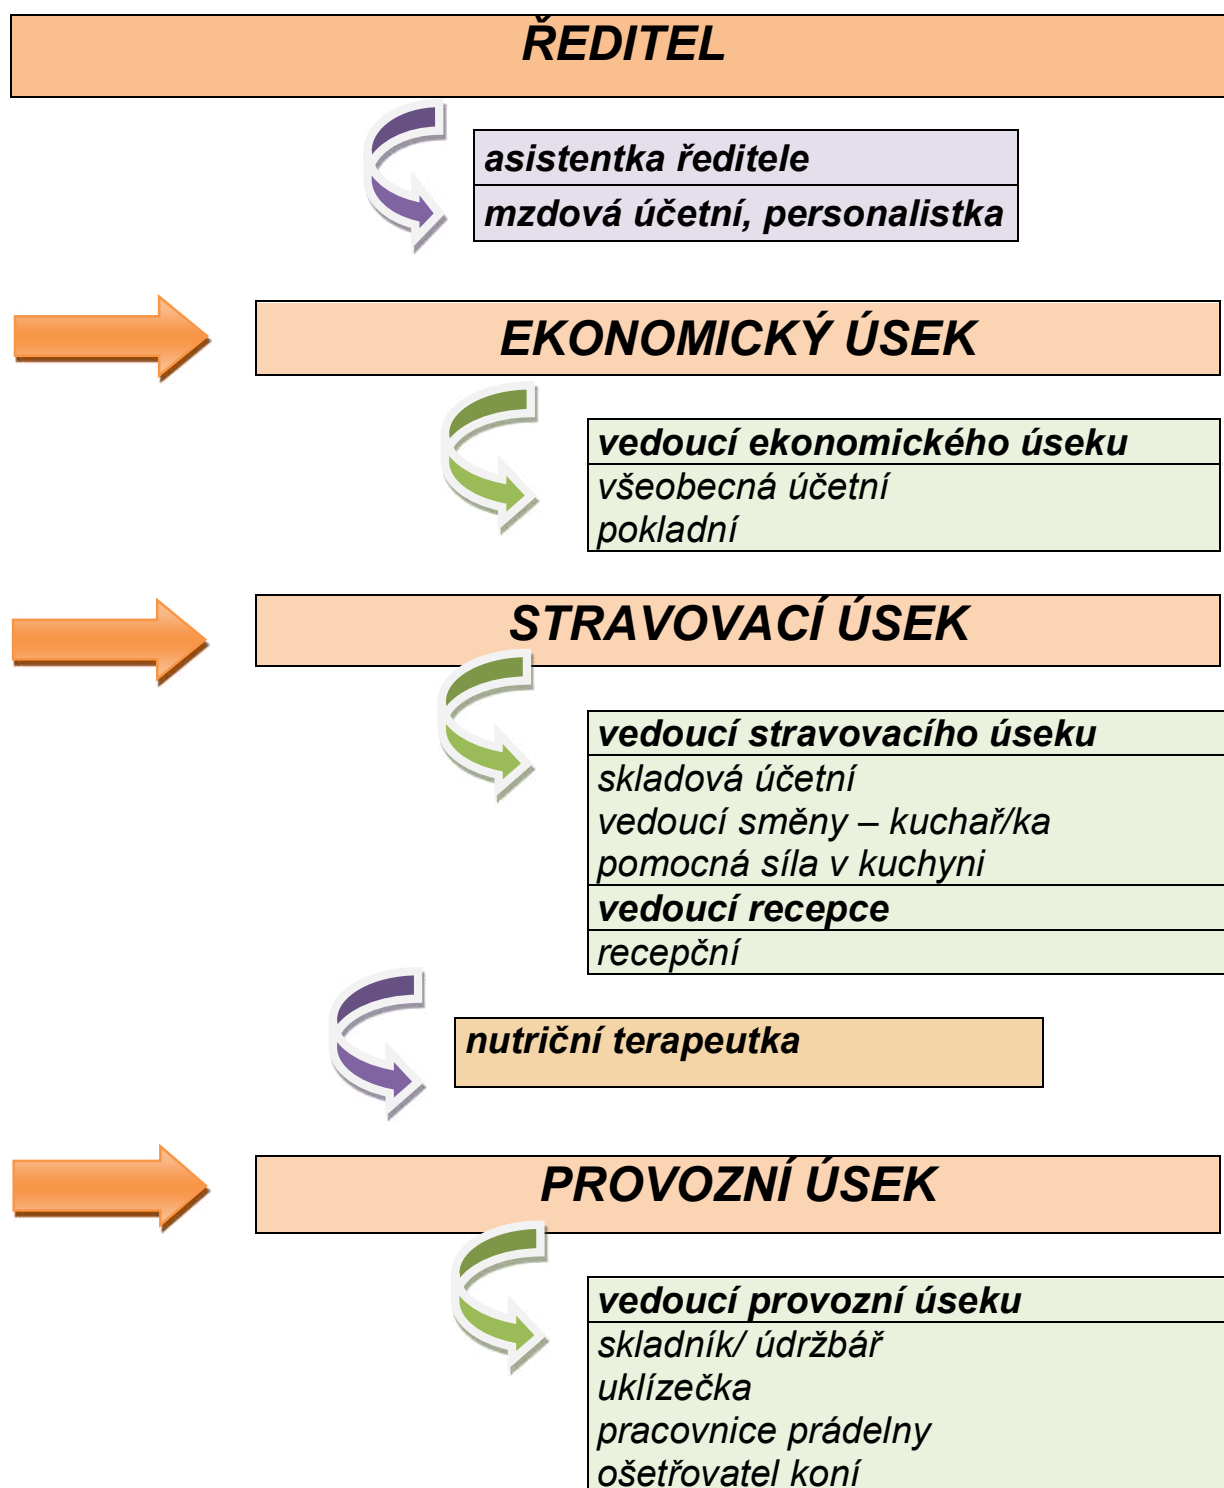 ŘEDITEL
asistentka ředitele
mzdová účetní, personalistka
EKONOMICKÝ ÚSEK
vedoucí ekonomického úseku
všeobecná účetní
pokladní
STRAVOVACÍ ÚSEK
vedoucí stravovacího úseku
skladová účetní
vedoucí směny – kuchař/ka
pomocná síla v kuchyni
vedoucí recepce
recepční
nutriční terapeutka
PROVOZNÍ ÚSEK
vedoucí provozní úseku
skladník/ údržbář
uklízečka
pracovnice prádelny
ošetřovatel koní